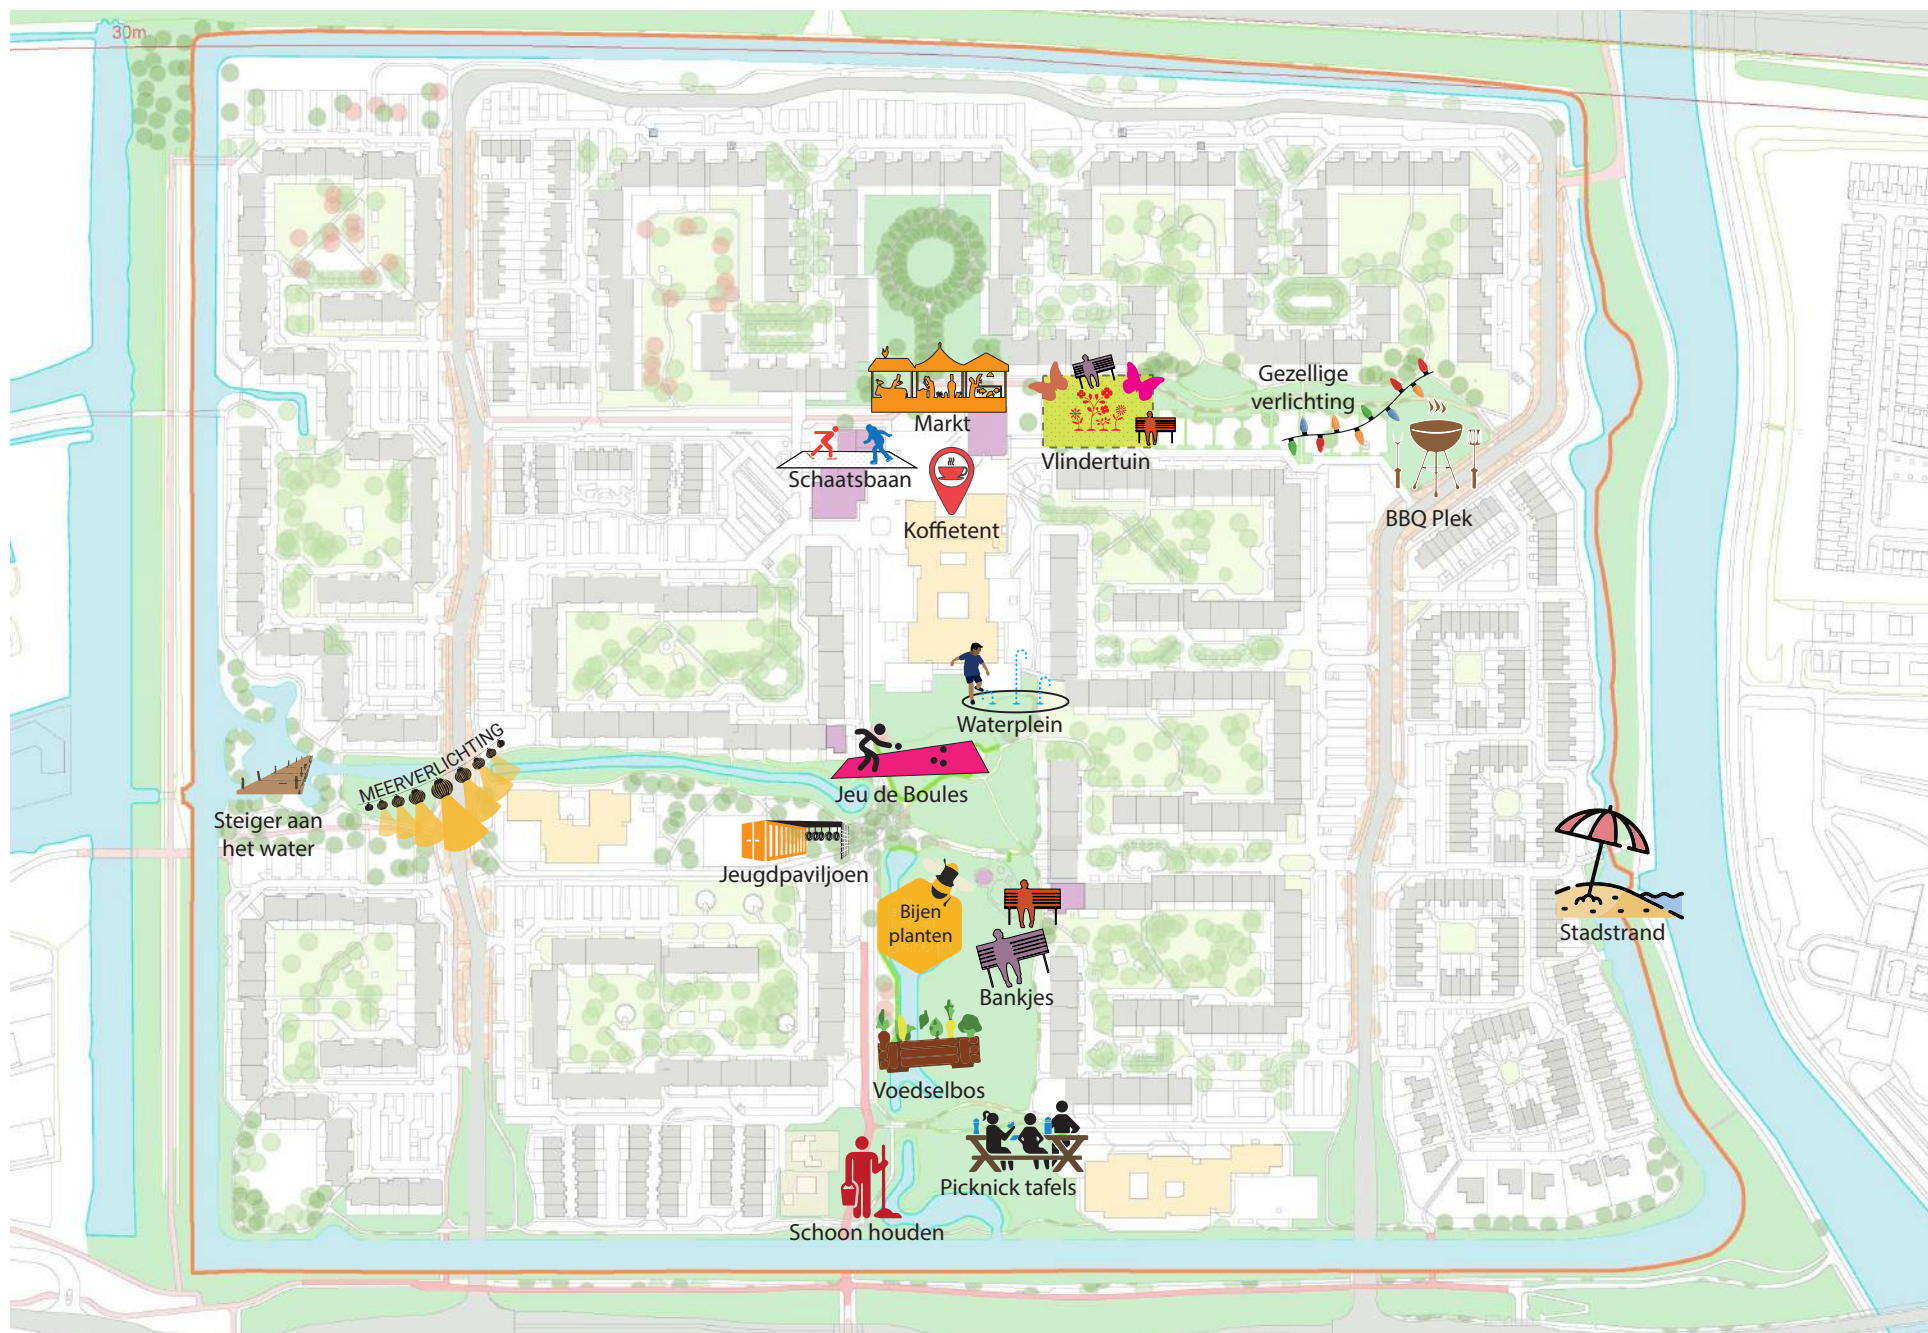 30m
Gezellige
verlichting
Markt
Vlindertuin
Schaatsbaan
Koffietent
BBQ Plek
Waterplein
MEERVERLICHTING
Jeu de Boules
Steiger aan
het water
Jeugdpaviljoen
Bijen
planten
Stadstrand
Bankjes
Voedselbos
Picknick tafels
Schoon houden